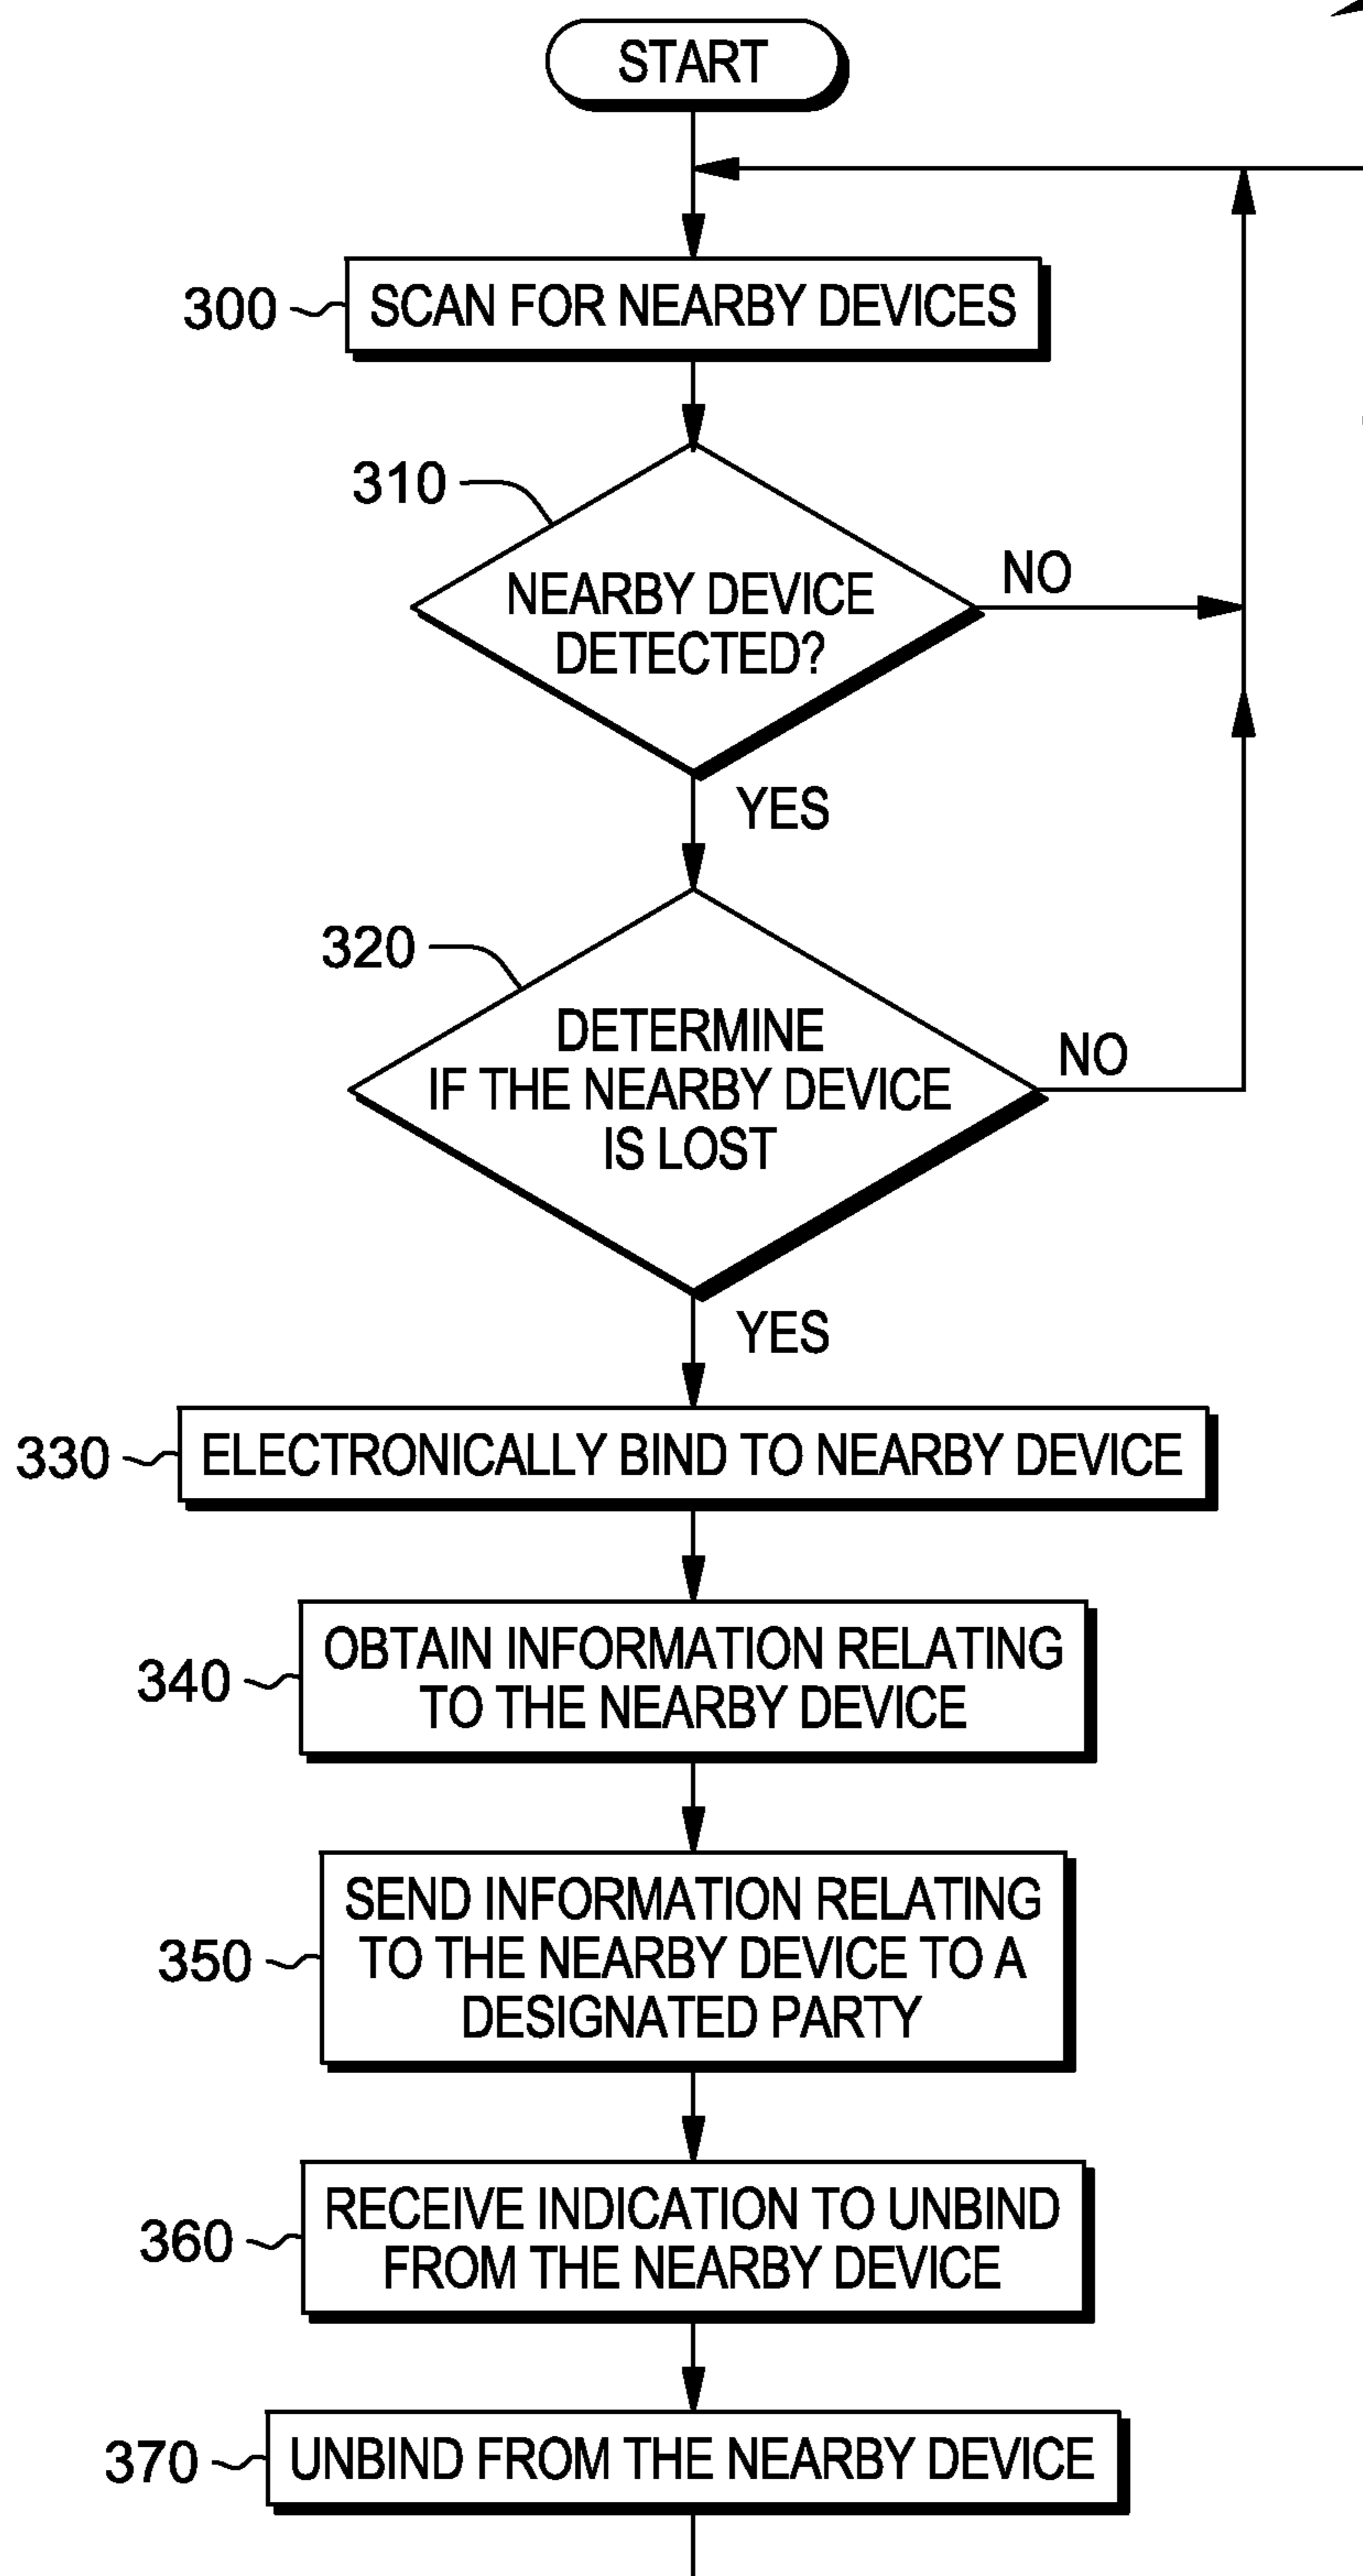 START
300
SCAN FOR NEARBY DEVICES
310
NEARBY DEVICE
DETECTED?
NO
YES
320
DETERMINE
IF THE NEARBY DEVICE
IS LOST
NO
YES
330
ELECTRONICALLY BIND TO NEARBY DEVICE
340
OBTAIN INFORMATION RELATING
TO THE NEARBY DEVICE
350
SEND INFORMATION RELATING
TO THE NEARBY DEVICE TO A
DESIGNATED PARTY
360
RECEIVE INDICATION TO UNBIND
FROM THE NEARBY DEVICE
370
UNBIND FROM THE NEARBY DEVICE